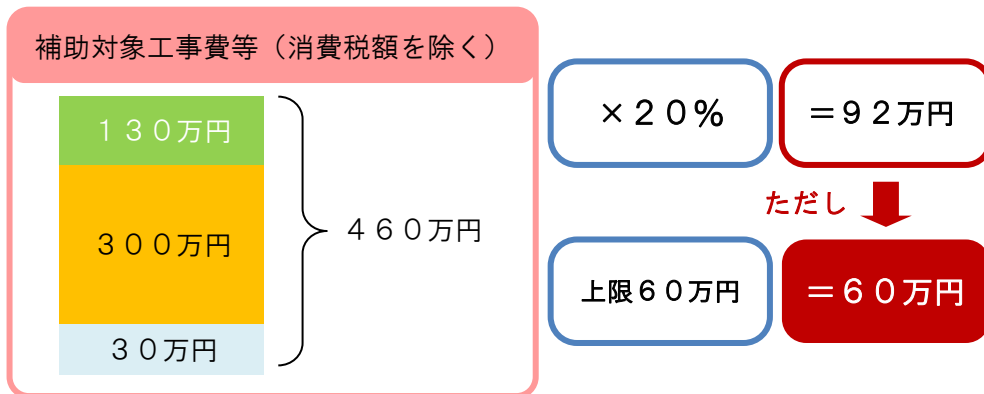 補助対象工事費等（消費税額を除く）
１３０万円
３００万円
３０万円
４６０万円
×２０％
＝９２万円
ただし
上限６０万円
＝６０万円